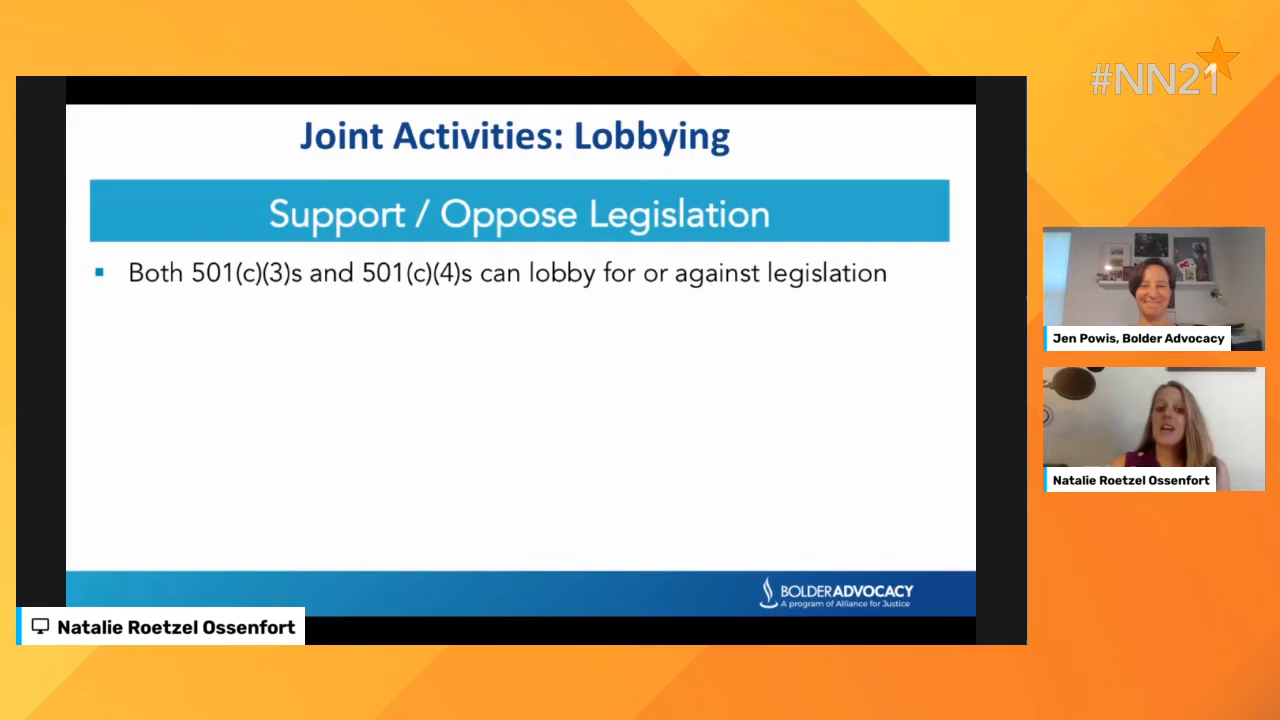 #NN21
Joint Activities: Lobbying
Support / Oppose Legislation
Both 501(c)(3)s and 501(c)(4)s can lobby for or against legislation
Jen Powis, Bolder Advocacy
Natalie Roetzel Ossenfort
BOLDERADVOCACY
A program of Alliance for Justice
Natalie Roetzel Ossenfort